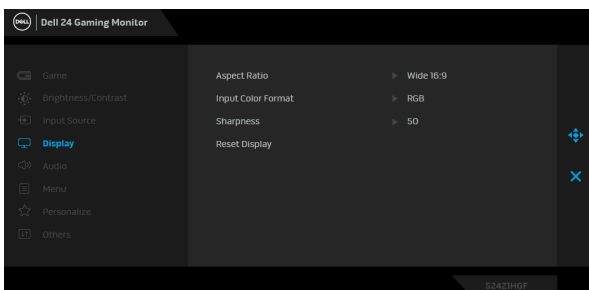 DELL
Dell 24 Gaming Monitor
Game
Brightness/Contrast
Input Source
Display
Audio
Menu
Personalize
Others
Aspect Ratio
Wide 16:9
Input Color Format
RGB
Sharpness
50
Reset Display
S2421HGF